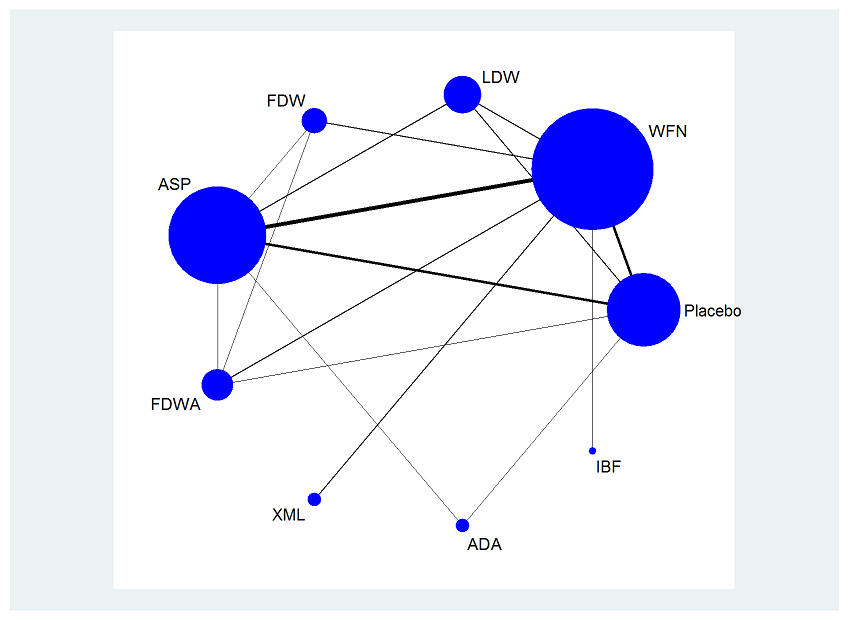 LDW
FDW
WFN
ASP
Placebo
FDWA
IBF
XML
ADA